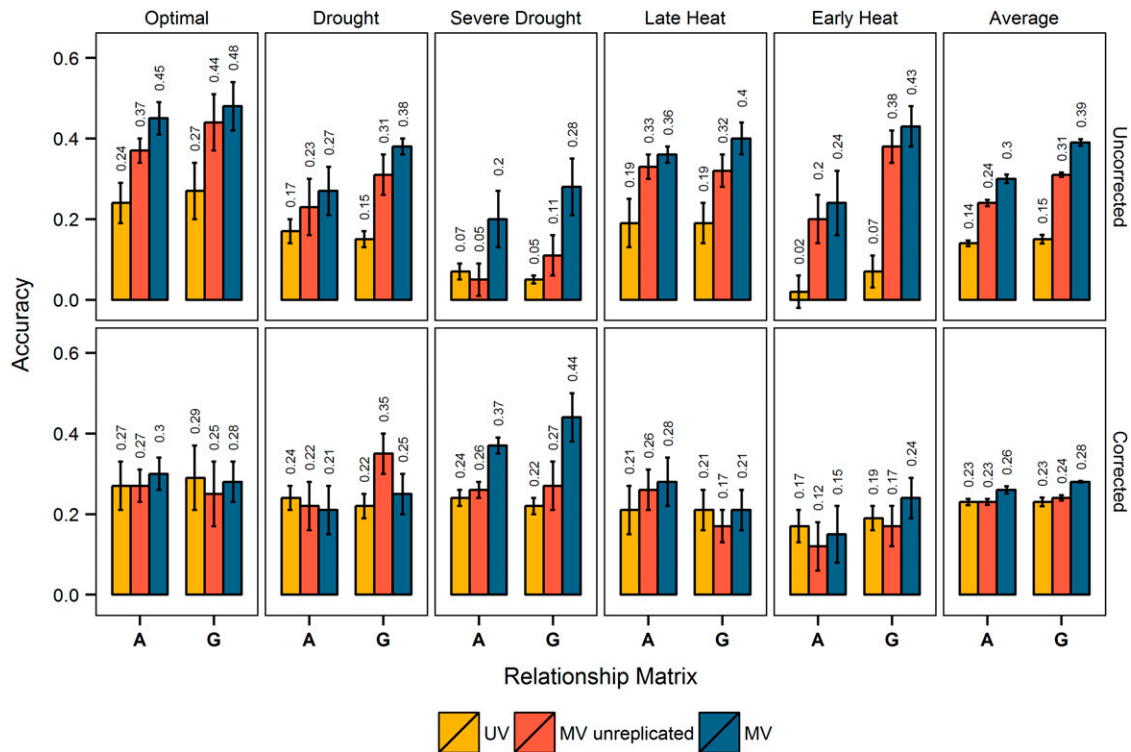 Optimal Drought Severe Drought Late Heat Early Heat Average
0.6
0.4
0.2
0.0
0.24 0.37 0.45 0.27 0.44 0.48
0.17 0.23 0.27 0.15 0.31 0.38
0.07 0.05 0.2 0.05 0.11 0.28
0.19 0.33 0.36 0.19 0.32 0.4
0.02 0.2 0.24 0.07 0.38 0.43
0.14 0.24 0.3 0.15 0.31 0.39
Uncorrected
Accuracy
0.6
0.4
0.2
0.0
0.27 0.27 0.3 0.29 0.25 0.28
0.24 0.22 0.21 0.22 0.35 0.25
0.24 0.26 0.37 0.22 0.27 0.44
0.21 0.26 0.28 0.21 0.17 0.21
0.17 0.12 0.15 0.19 0.17 0.24
0.23 0.23 0.26 0.23 0.24 0.28
Corrected
A G A G A G A G A G A G
Relationship Matrix
UV MV unreplicated MV